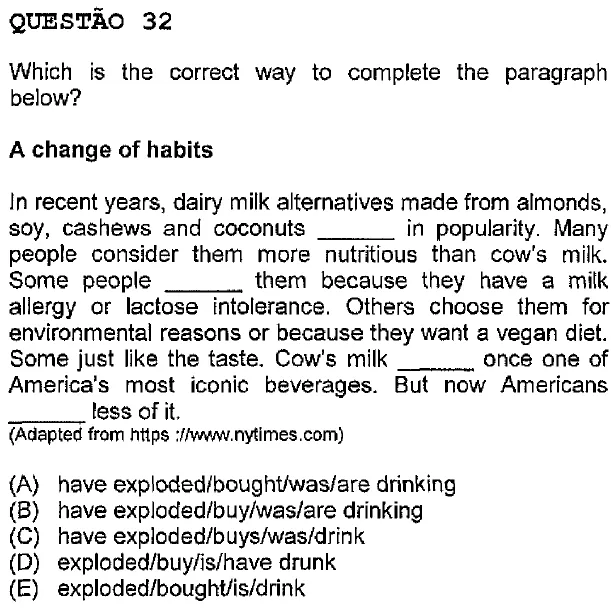 QUESTÃO 32
Which is the correct way to complete the paragraph
below?
A change of habits
In recent years, dairy milk alternatives made from almonds,
soy, cashews and coconuts ______ in popularity. Many
people consider them more nutritious than cow's milk.
Some people ______ them because they have a milk
allergy or lactose intolerance. Others choose them for
environmental reasons or because they want a vegan diet.
Some just like the taste. Cow's milk ______ once one of
America's most iconic beverages. But now Americans
______ less of it.
(Adapted from https ://www.nytimes.com)
(A) have exploded/bought/was/are drinking
(B) have exploded/buy/was/are drinking
(C) have exploded/buys/was/drink
(D) exploded/buy/is/have drunk
(E) exploded/bought/is/drink